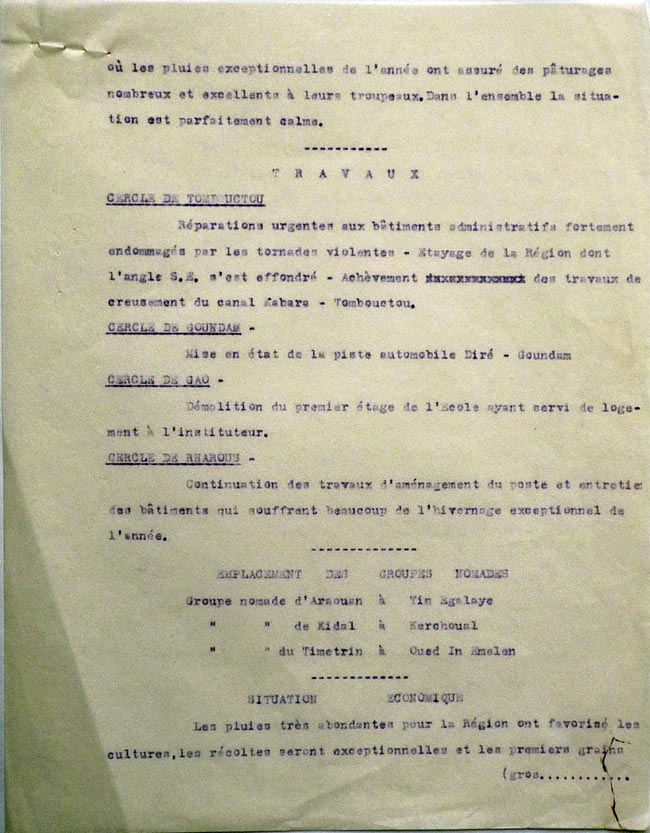 où les pluies exceptionnelles de l'année ont assuré des pâturages
nombreux et excellents à leurs troupeaux.Dans l'ensemble la situa-
tion est parfaitement calme.
-----------
T R A V A U X
CERCLE DE TOMBOUCTOU
Réparations urgentes aux bâtiments administratifs fortement
endommagés par les tornades violentes - Etayage de la Région dont
l'angle S.E. s'est effondré - Achèvement des travaux de
creusement du canal Kabara - Tombouctou.
CERCLE DE GOUNDAM -
Mise en état de la piste automobile Diré - Goundam
CERCLE DE GAO -
Démolition du premier étage de l'Ecole ayant servi de loge-
ment à l'instituteur.
CERCLE DE RHAROUS -
Continuation des travaux d'aménagement du poste et entretie
des bâtiments qui souffrent beaucoup de l'hivernage exceptionnel de
l'année.
--------------
EMPLACEMENT DES GROUPES NOMADES
Groupe nomade d'Araouan à Tin Egalaye
" " de Kidal à Kerchoual
" " du Timetrin à Oued In Emelen
-------------
SITUATION ECONOMIQUE
Les pluies très abondantes pour la Région ont favorisé les
cultures,les récoltes seront exceptionnelles et les premiers grains
(gros............